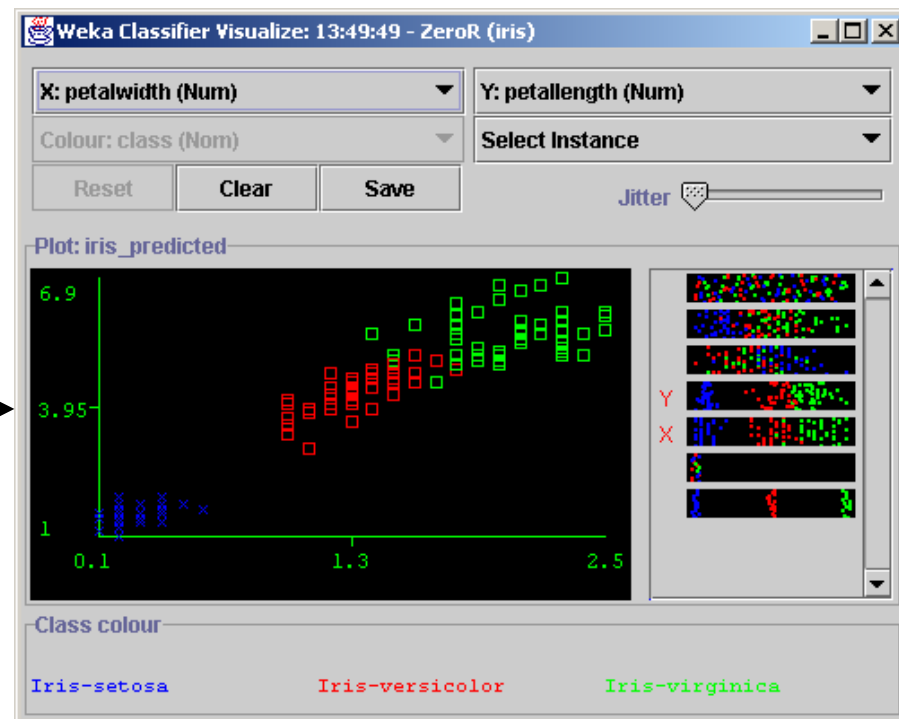 Weka Classifier Visualize: 13:49:49 - ZeroR (iris)
X: petalwidth (Num) Y: petallength (Num)
Colour: class (Nom) Select Instance
Reset Clear Save Jitter
Plot: iris_predicted
6.9
Y
3.95
X
1
0.1 1.3 2.5
Class colour
Iris-setosa Iris-versicolor Iris-virginica